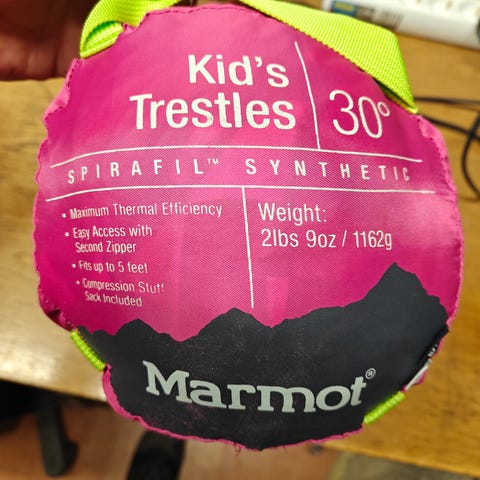 Kid's
Trestles
30°
SPIRAFIL™ SYNTHETIC
▪ Maximum Thermal Efficiency
▪ Easy Access with
Second Zipper
▪ Fits up to 5 feet
▪ Compression Stuff
Sack Included
Weight:
2lbs 9oz / 1162g
Marmot®